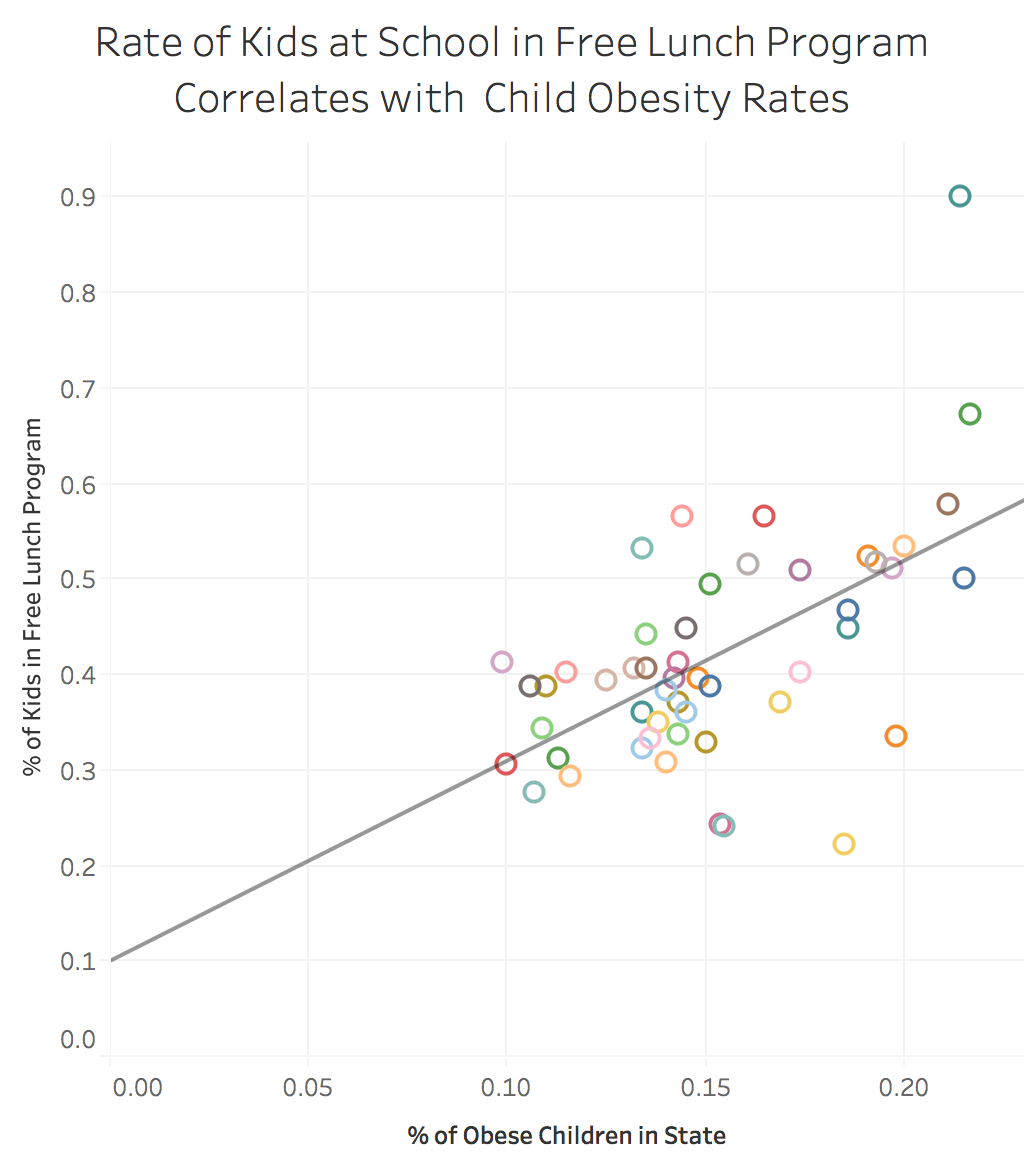 Rate of Kids at School in Free Lunch Program
Correlates with  Child Obesity Rates
% of Kids in Free Lunch Program
0.9
0.8
0.7
0.6
0.5
0.4
0.3
0.2
0.1
0.0
0.00 0.05 0.10 0.15 0.20
% of Obese Children in State